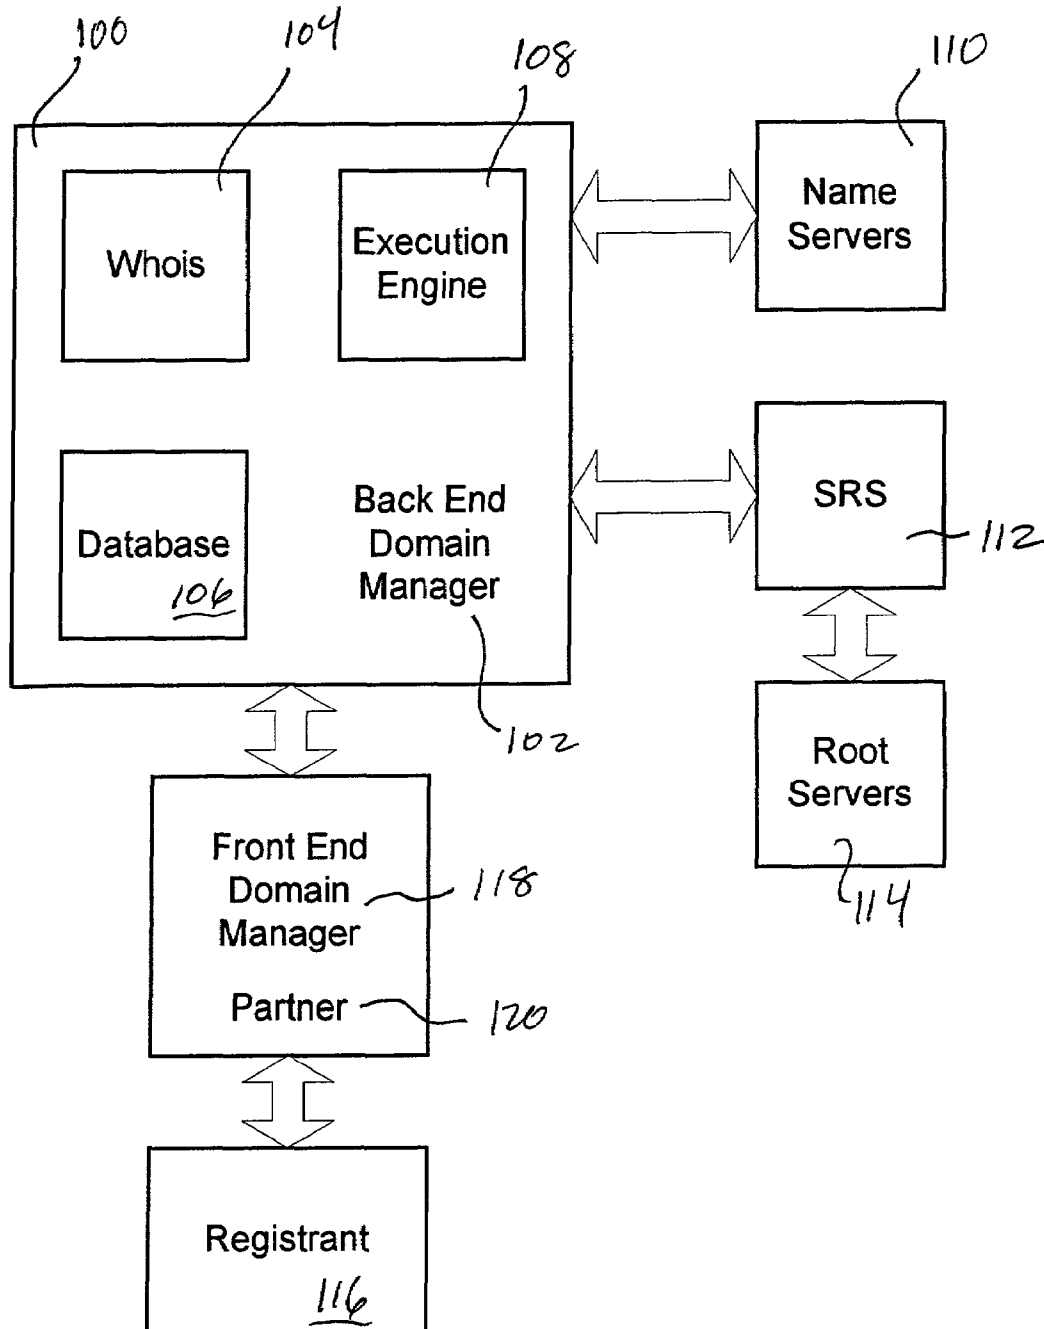 100
104
108
110
Whois
Execution
Engine
Name
Servers
Database
106
Back End
Domain
Manager
102
SRS
112
Root
Servers
114
Front End
Domain
Manager
118
Partner
120
Registrant
116